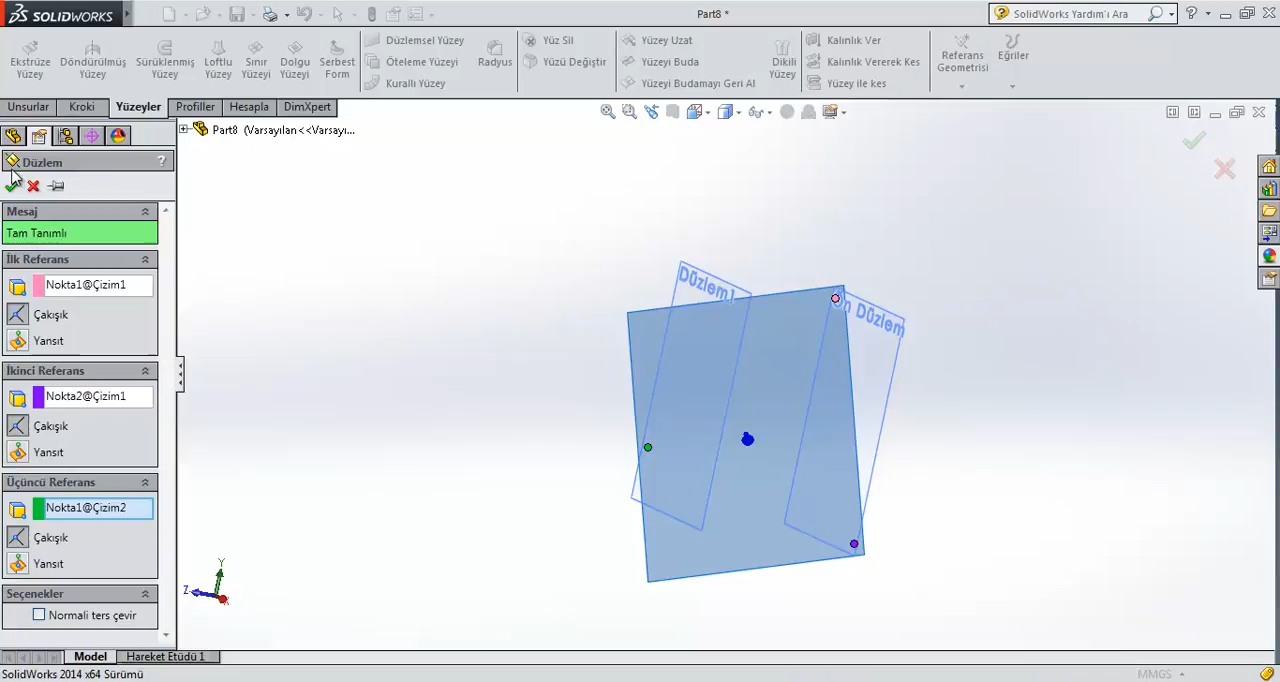 SOLIDWORKS
Part8 *
SolidWorks Yardım'ı Ara
Ekstrüze Yüzey
Döndürülmüş Yüzey
Sürüklenmiş Yüzey
Loftlu Yüzey
Sınır Yüzeyi
Dolgu Yüzeyi
Serbest Form
Düzlemsel Yüzey
Öteleme Yüzeyi
Kurallı Yüzey
Radyus
Yüz Sil
Yüzü Değiştir
Yüzey Uzat
Yüzeyi Buda
Yüzeyi Budamayı Geri Al
Dikili Yüzey
Kalınlık Ver
Kalınlık Vererek Kes
Yüzey ile kes
Referans Geometrisi
Eğriler
Unsurlar
Kroki
Yüzeyler
Profiller
Hesapla
DimXpert
Part8 (Varsayılan<<Varsayı...
Düzlem
?
Mesaj
Tam Tanımlı
İlk Referans
Nokta1@Çizim1
Çakışık
Yansıt
İkinci Referans
Nokta2@Çizim1
Çakışık
Yansıt
Üçüncü Referans
Nokta1@Çizim2
Çakışık
Yansıt
Seçenekler
Normali ters çevir
Düzlem1
Ön Düzlem
Y
Z
X
Model
Hareket Etüdü 1
SolidWorks 2014 x64 Sürümü
MMGS